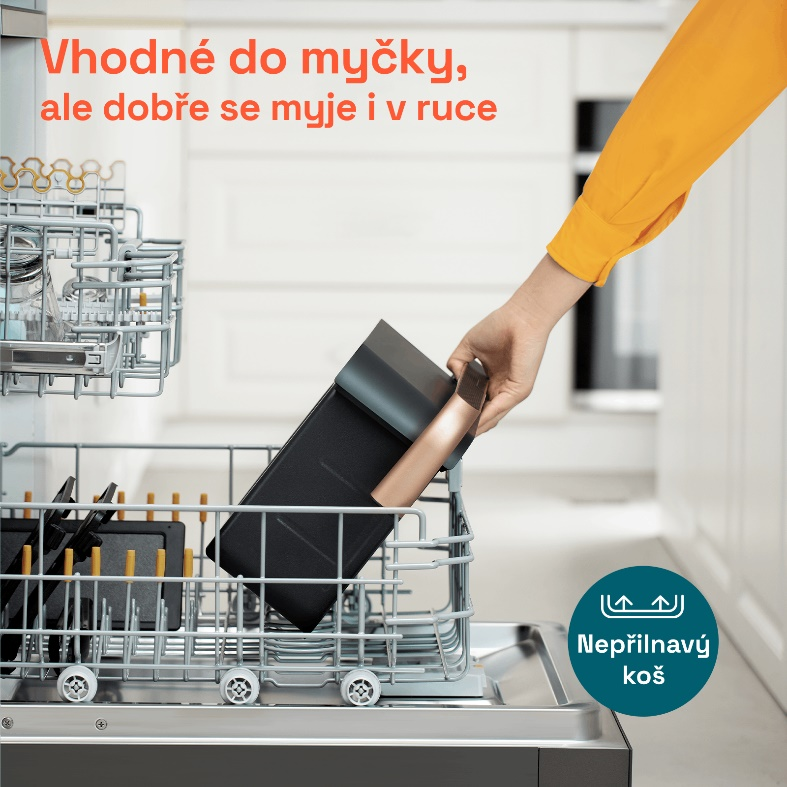 Vhodné do myčky,
ale dobře se myje i v ruce
Nepřilnavý
koš